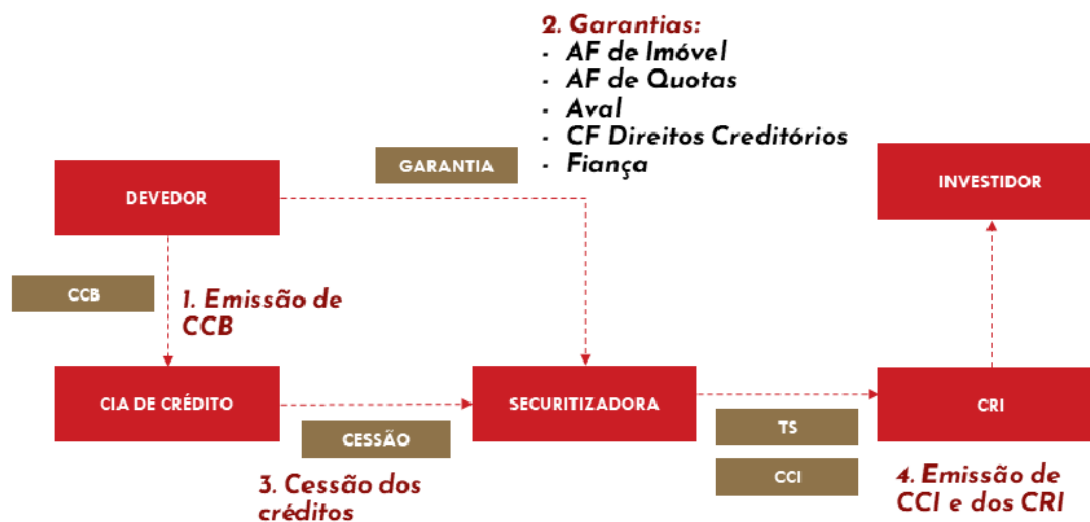 2. Garantias:
- AF de Imóvel
- AF de Quotas
- Aval
- CF Direitos Creditórios
- Fiança
GARANTIA
DEVEDOR
INVESTIDOR
CCB
1. Emissão de
CCB
CIA DE CRÉDITO
SECURITIZADORA
CRI
CESSÃO
TS
CCI
3. Cessão dos
créditos
4. Emissão de
CCI e dos CRI